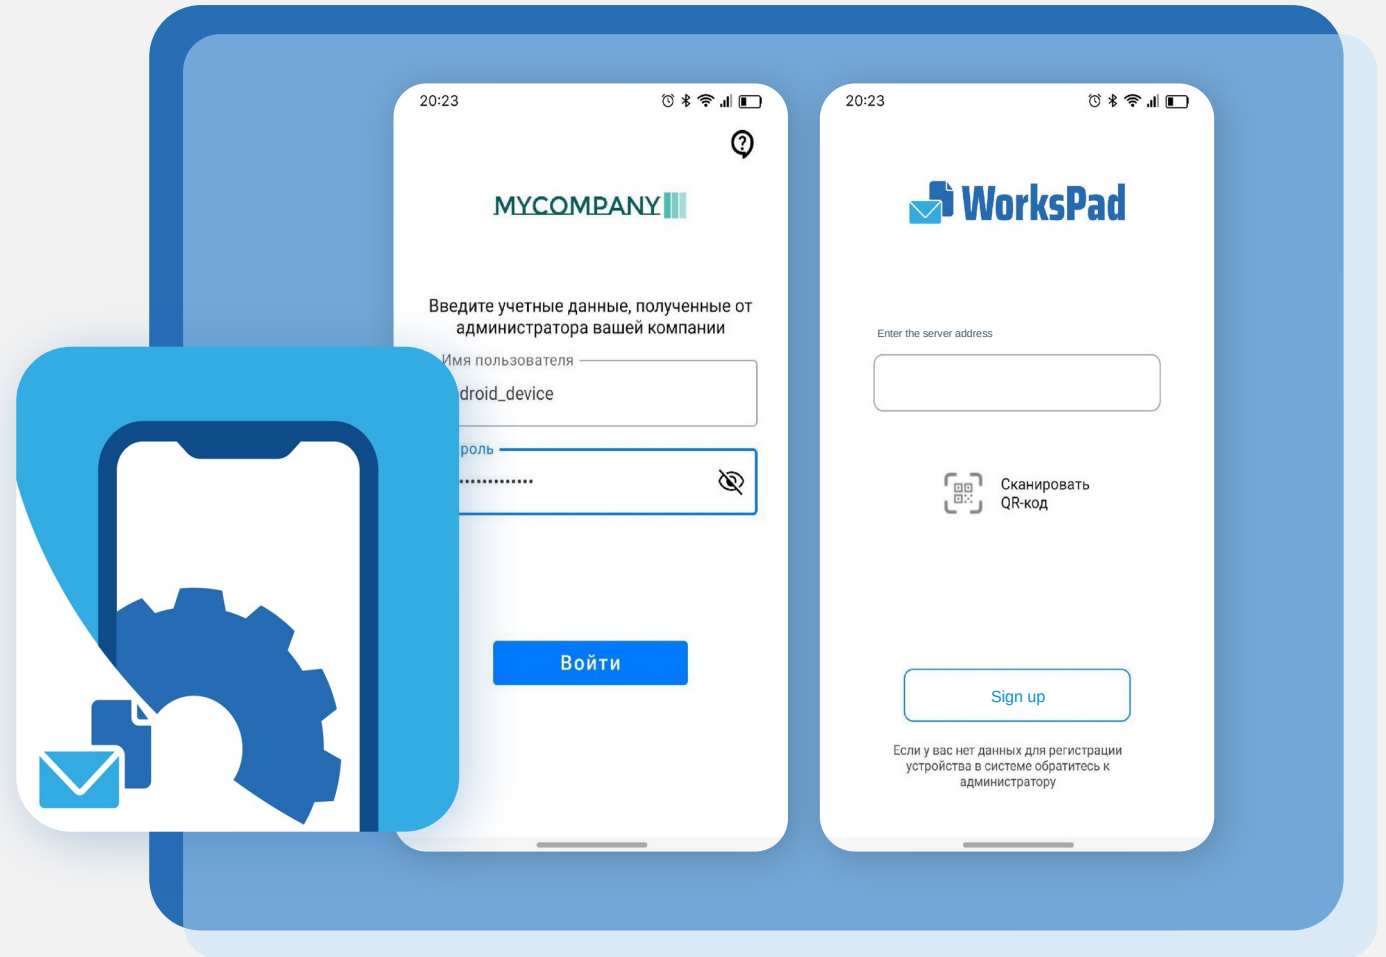 20:23
MYCOMPANY
Введите учетные данные, полученные от
администратора вашей компании
Имя пользователя
droid_device
роль
Войти
20:23
WorksPad
Enter the server address
Сканировать
QR-код
Sign up
Если у вас нет данных для регистрации
устройства в системе обратитесь к
администратору